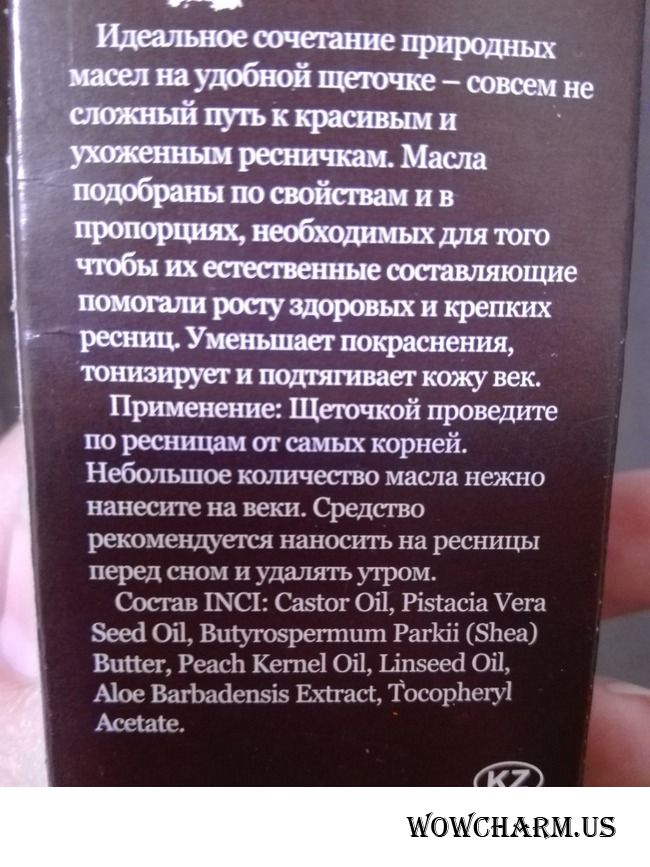 Идеальное сочетание природных
масел на удобной щеточке – совсем не
сложный путь к красивым и
ухоженным ресничкам. Масла
подобраны по свойствам и в
пропорциях, необходимых для того
чтобы их естественные составляющие
помогали росту здоровых и крепких
ресниц. Уменьшает покраснения,
тонизирует и подтягивает кожу век.
Применение: Щеточкой проведите
по ресницам от самых корней.
Небольшое количество масла нежно
нанесите на веки. Средство
рекомендуется наносить на ресницы
перед сном и удалять утром.
Состав INCI: Castor Oil, Pistacia Vera
Seed Oil, Butyrospermum Parkii (Shea)
Butter, Peach Kernel Oil, Linseed Oil,
Aloe Barbadensis Extract, Tocopheryl
Acetate.
KZ
WOWCHARM.US